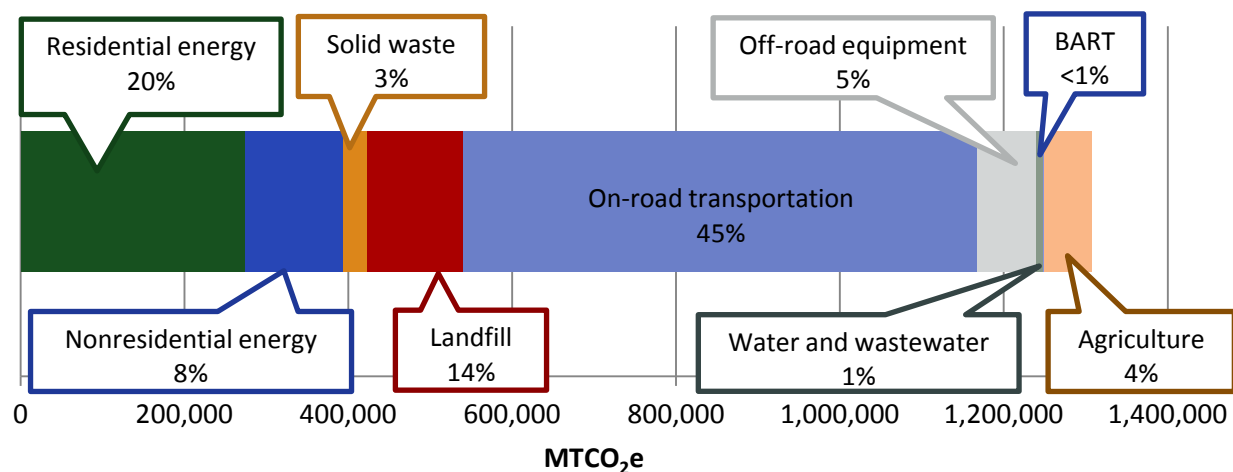 Residential energy
20%
Solid waste
3%
Off-road equipment
5%
BART
<1%
On-road transportation
45%
Nonresidential energy
8%
Landfill
14%
Water and wastewater
1%
Agriculture
4%
0 200,000 400,000 600,000 800,000 1,000,000 1,200,000 1,400,000
MTCO₂e